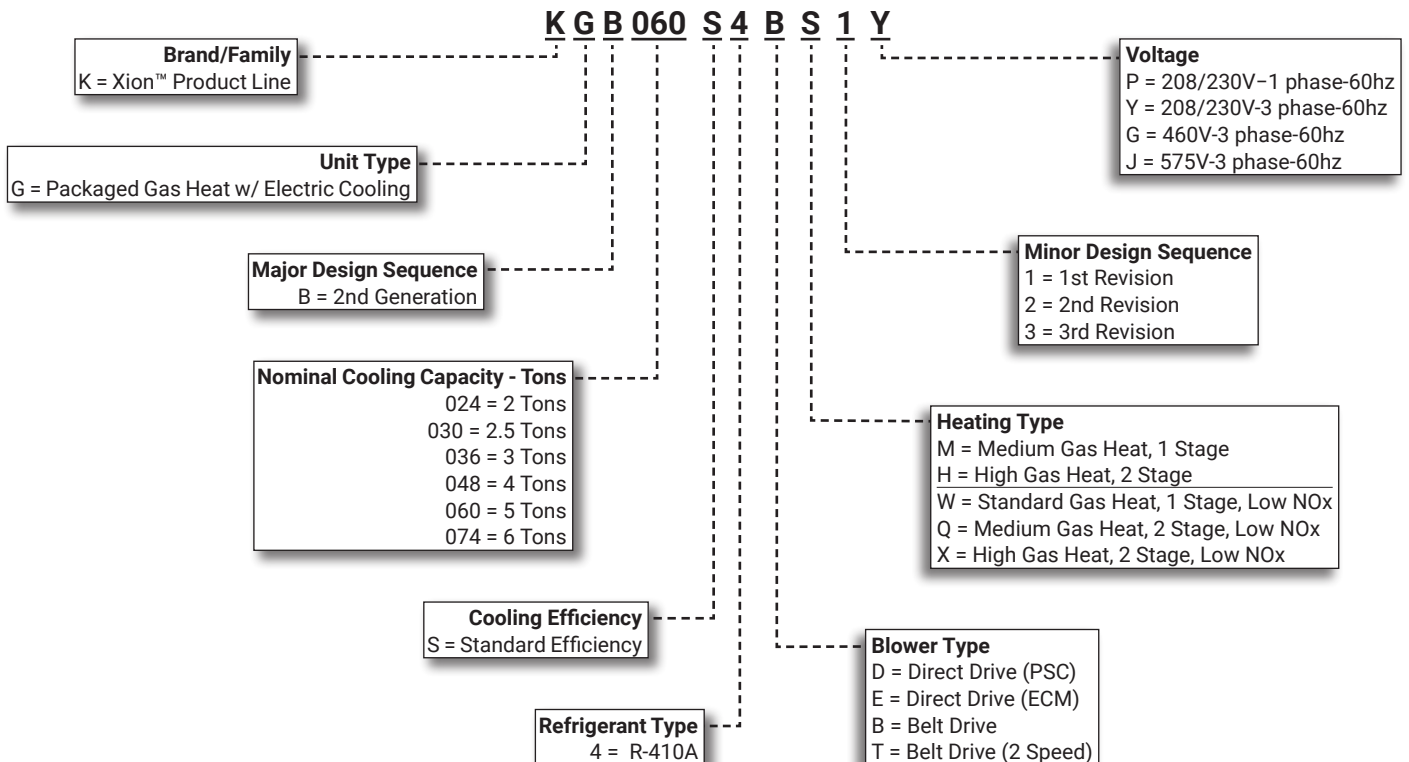 K G B 060 S 4 B S 1 Y
Brand/Family
K = Xion™ Product Line
Voltage
P = 208/230V–1 phase-60hz
Y = 208/230V-3 phase-60hz
G = 460V-3 phase-60hz
J = 575V-3 phase-60hz
Unit Type
G = Packaged Gas Heat w/ Electric Cooling
Major Design Sequence
B = 2nd Generation
Minor Design Sequence
1 = 1st Revision
2 = 2nd Revision
3 = 3rd Revision
Nominal Cooling Capacity - Tons
024 = 2 Tons
030 = 2.5 Tons
036 = 3 Tons
048 = 4 Tons
060 = 5 Tons
074 = 6 Tons
Heating Type
M = Medium Gas Heat, 1 Stage
H = High Gas Heat, 2 Stage
W = Standard Gas Heat, 1 Stage, Low NOx
Q = Medium Gas Heat, 2 Stage, Low NOx
X = High Gas Heat, 2 Stage, Low NOx
Cooling Efficiency
S = Standard Efficiency
Blower Type
D = Direct Drive (PSC)
E = Direct Drive (ECM)
B = Belt Drive
T = Belt Drive (2 Speed)
Refrigerant Type
4 = R-410A